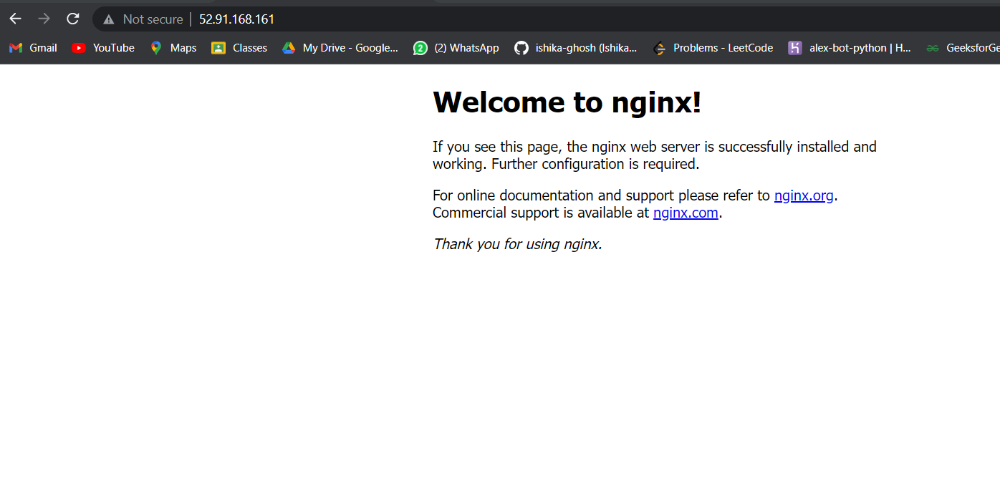 Not secure | 52.91.168.161
Gmail YouTube Maps Classes My Drive - Google... 2 (2) WhatsApp ishika-ghosh (Ishika... Problems - LeetCode alex-bot-python | H... GeeksforGe
Welcome to nginx!
If you see this page, the nginx web server is successfully installed and
working. Further configuration is required.
For online documentation and support please refer to nginx.org.
Commercial support is available at nginx.com.
Thank you for using nginx.